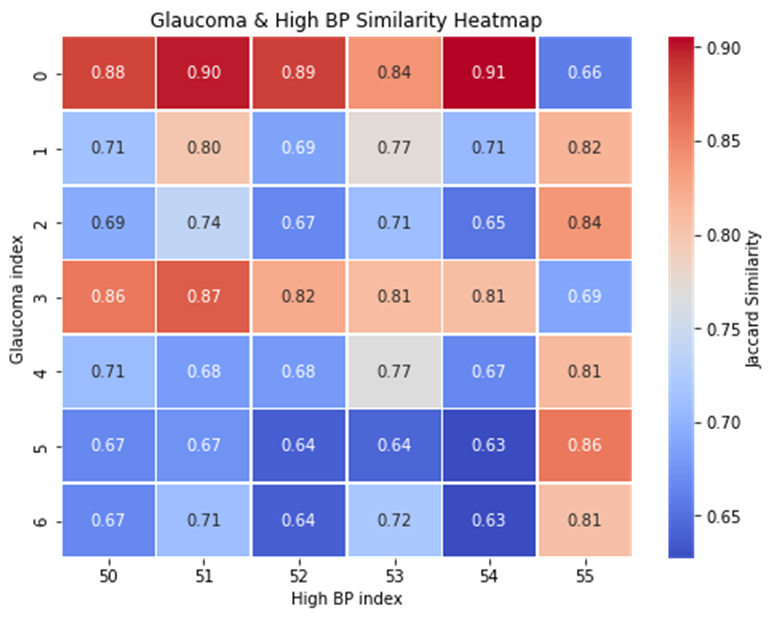 Glaucoma & High BP Similarity Heatmap
0 0.88 0.90 0.89 0.84 0.91 0.66
1 0.71 0.80 0.69 0.77 0.71 0.82
2 0.69 0.74 0.67 0.71 0.65 0.84
3 0.86 0.87 0.82 0.81 0.81 0.69
4 0.71 0.68 0.68 0.77 0.67 0.81
5 0.67 0.67 0.64 0.64 0.63 0.86
6 0.67 0.71 0.64 0.72 0.63 0.81
50 51 52 53 54 55
High BP index
Glaucoma index
0.90
0.85
0.80
0.75
0.70
0.65
Jaccard Similarity